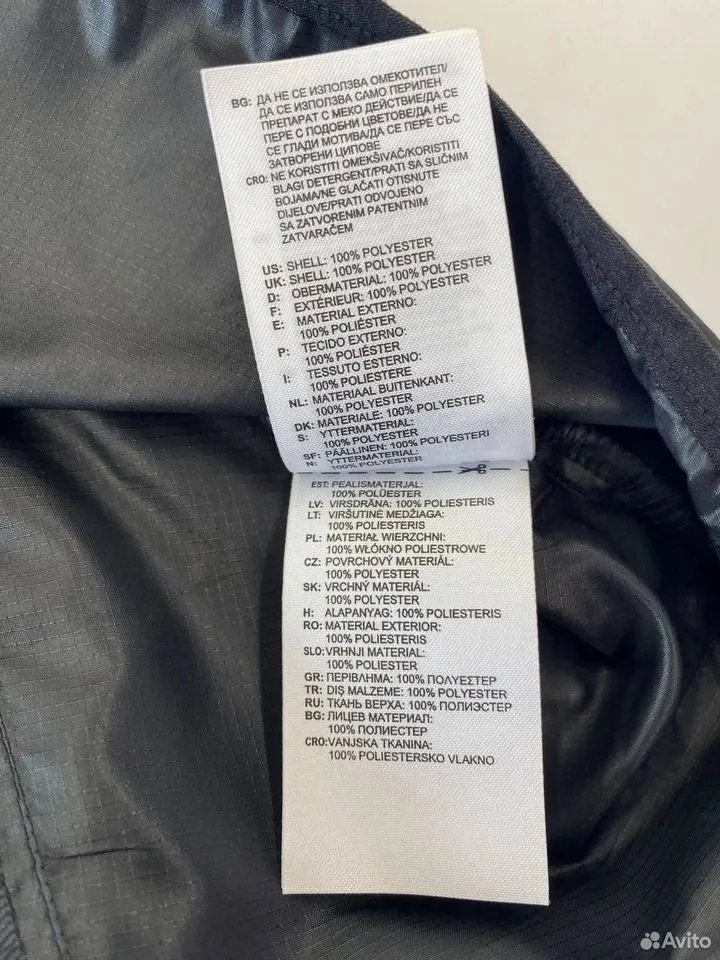 BG: ДА НЕ СЕ ИЗПОЛЗВА ОМЕКОТИТЕЛ/
ДА СЕ ИЗПОЛЗВА САМО ПЕРИЛЕН
ПРЕПАРАТ С МЕКО ДЕЙСТВИЕ/ДА СЕ
ПЕРЕ С ПОДОБНИ ЦВЕТОВЕ/ДА НЕ
СЕ ГЛАДИ МОТИВА/ДА СЕ ПЕРЕ СЪС
ЗАТВОРЕНИ ЦИПОВЕ
CRO: NE KORISTITI OMEKŠIVAČ/KORISTITI
BLAGI DETERGENT/PRATI SA SLIČNIM
BOJAMA/NE GLAČATI OTISNUTE
DIJELOVE/PRATI ODVOJENO
SA ZATVORENIM PATENTNIM
ZATVARAČEM
US: SHELL: 100% POLYESTER
UK: SHELL: 100% POLYESTER
D: OBERMATERIAL: 100% POLYESTER
F: EXTÉRIEUR: 100% POLYESTER
E: MATERIAL EXTERNO:
100% POLIÉSTER
P: TECIDO EXTERNO:
100% POLIÉSTER
I: TESSUTO ESTERNO:
100% POLIESTERE
NL: MATERIAAL BUITENKANT:
100% POLYESTER
DK: MATERIALE: 100% POLYESTER
S: YTTERMATERIAL:
100% POLYESTER
SF: PÄÄLLINEN: 100% POLYESTERI
N: YTTERMATERIAL:
100% POLYESTER
EST: PEALISMATERJAL:
100% POLÜESTER
LV: VIRSDRĀNA: 100% POLIESTERIS
LT: VIRŠUTINĖ MEDŽIAGA:
100% POLIESTERIS
PL: MATERIAŁ WIERZCHNI:
100% WŁÓKNO POLIESTROWE
CZ: POVRCHOVÝ MATERIÁL:
100% POLYESTER
SK: VRCHNÝ MATERIÁL:
100% POLYESTER
H: ALAPANYAG: 100% POLIESTERIS
RO: MATERIAL EXTERIOR:
100% POLIESTERIS
SLO: VRHNJI MATERIAL:
100% POLIESTER
GR: ΠΕΡΙΒΛΗΜΑ: 100% ΠΟΛΥΕΣΤΕΡ
TR: DIŞ MALZEME: 100% POLYESTER
RU: ТКАНЬ ВЕРХА: 100% ПОЛИЭСТЕР
BG: ЛИЦЕВ МАТЕРИАЛ:
100% ПОЛИЕСТЕР
CRO: VANJSKA TKANINA:
100% POLIESTERSKO VLAKNO
Avito